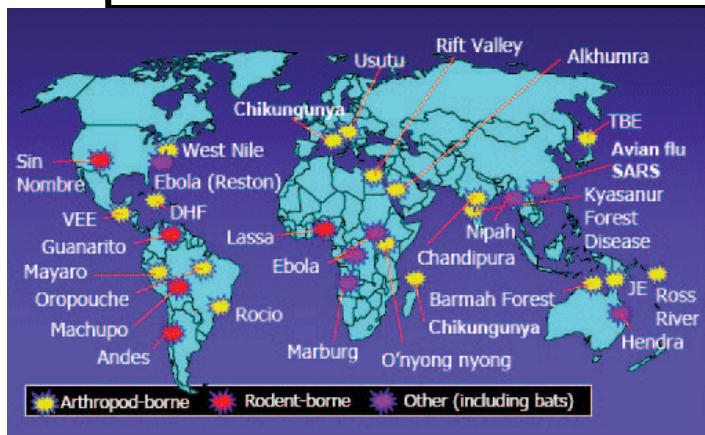 Rift Valley
Alkhumra
Usutu
Chikungunya
TBE
West Nile
Avian flu
SARS
Sin
Nombre
Ebola (Reston)
Kyasanur
Forest
Disease
VEE
DHF
Nipah
Guanarito
Lassa
Chandipura
Ebola
Mayaro
Oropouche
Barmah Forest
JE
Ross
River
Machupo
Rocio
Chikungunya
Hendra
Andes
Marburg
O'nyong nyong
Arthropod-borne
Rodent-borne
Other (including bats)